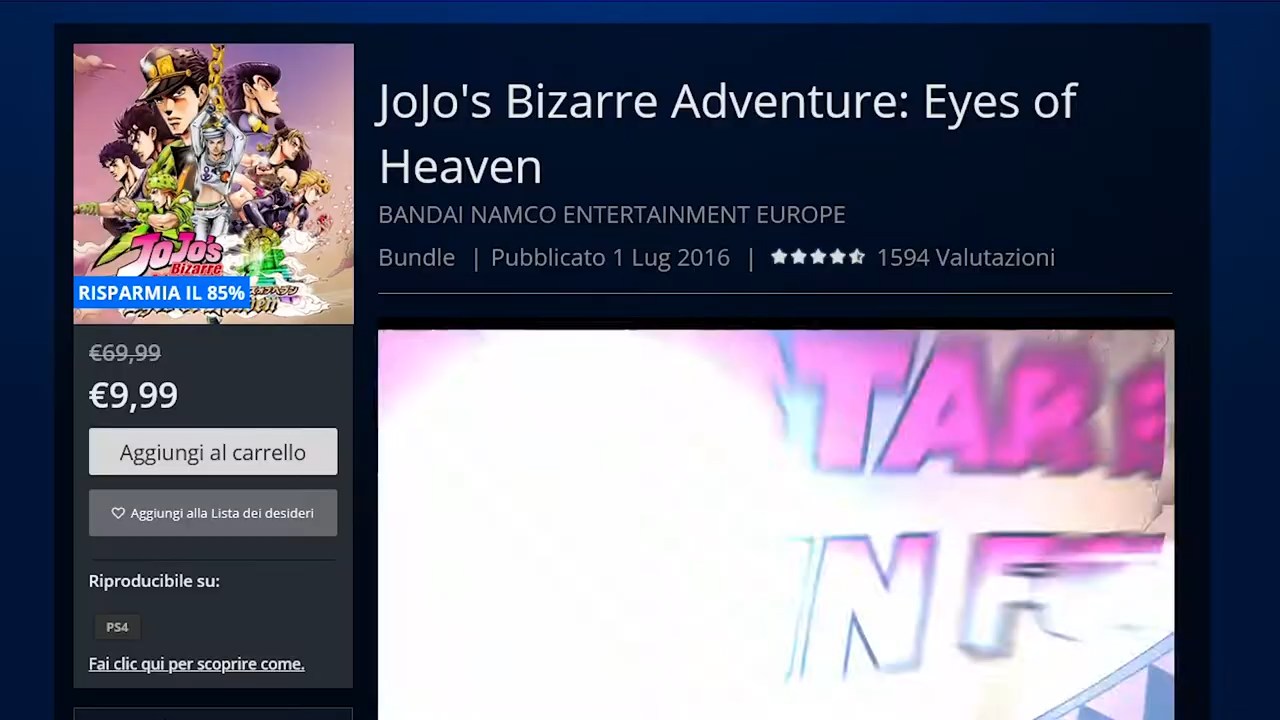 JoJo's Bizarre Adventure: Eyes of
Heaven
BANDAI NAMCO ENTERTAINMENT EUROPE
Bundle | Pubblicato 1 Lug 2016 | 1594 Valutazioni
JoJo's
Bizarre
RISPARMIA IL 85%
€69,99
€9,99
Aggiungi al carrello
Aggiungi alla Lista dei desideri
Riproducibile su:
PS4
Fai clic qui per scoprire come.